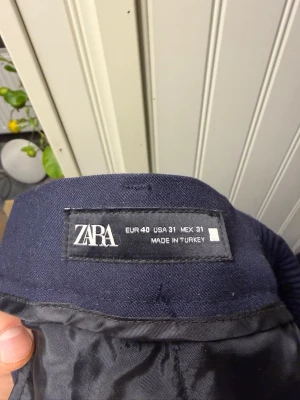 ZARA
EUR 40 USA 31 MEX 31
MADE IN TURKEY